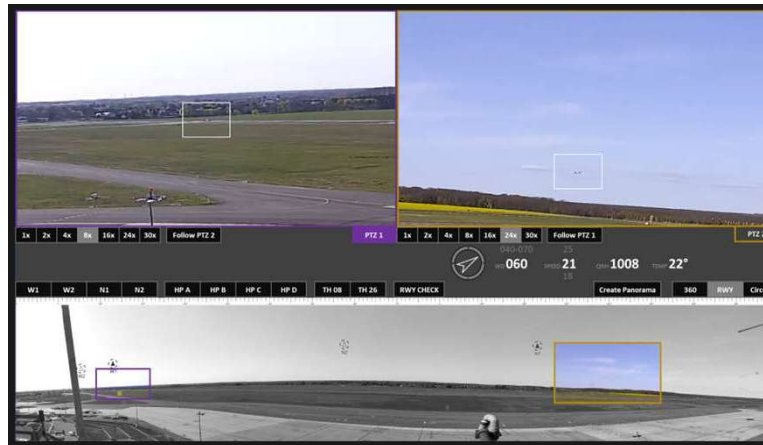 1x 2x 4x 8x 16x 24x 30x Follow PTZ 2 PTZ 1
1x 2x 4x 8x 16x 24x 30x Follow PTZ 1 PTZ
040-070 25
WD 060 SPEED 21 QNH 1008 TEMP 22°
18
W1 W2 N1 N2 HP A HP B HP C HP D TH 08 TH 26 RWY CHECK Create Panorama 360 RWY Circ